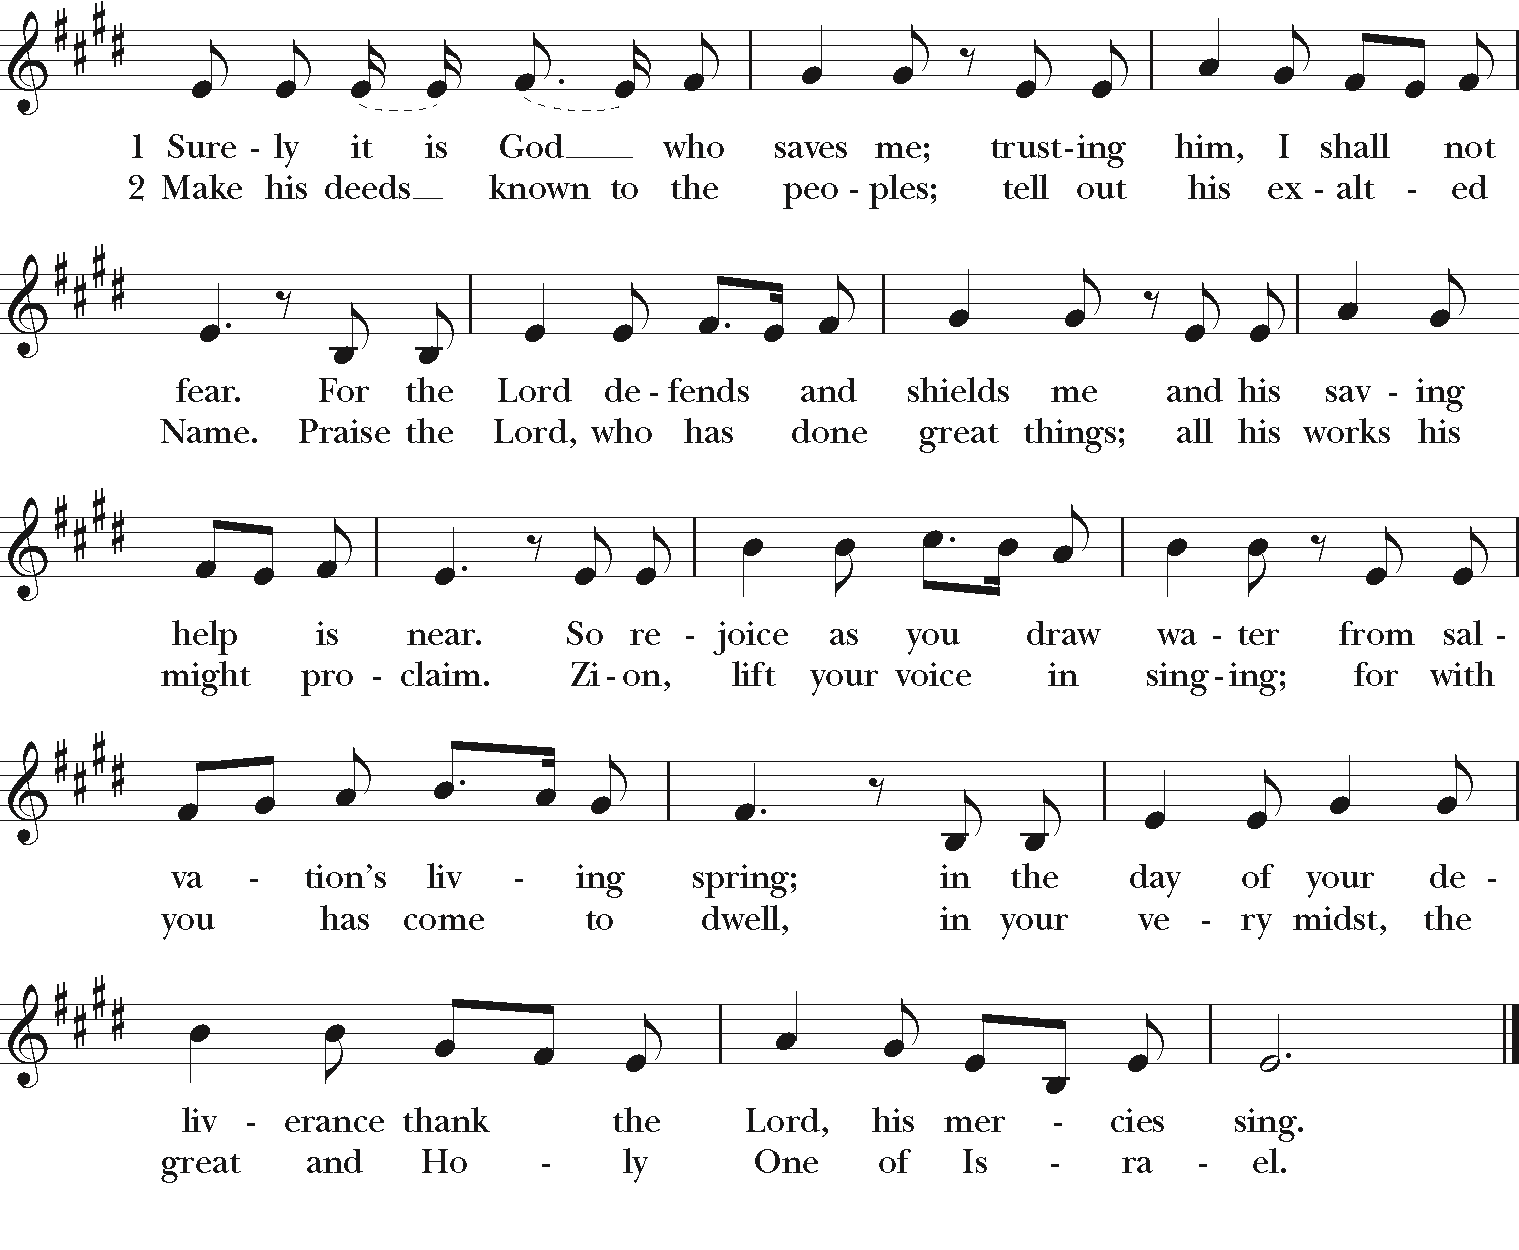 1 Sure - ly it is God___ who saves me; trust-ing him, I shall not
2 Make his deeds__ known to the peo - ples; tell out his ex - alt - ed
fear. For the Lord de - fends and shields me and his sav - ing
Name. Praise the Lord, who has done great things; all his works his
help is near. So re - joice as you draw wa - ter from sal -
might pro - claim. Zi - on, lift your voice in sing - ing; for with
va - tion's liv - ing spring; in the day of your de -
you has come to dwell, in your ve - ry midst, the
liv - erance thank the Lord, his mer - cies sing.
great and Ho - ly One of Is - ra - el.